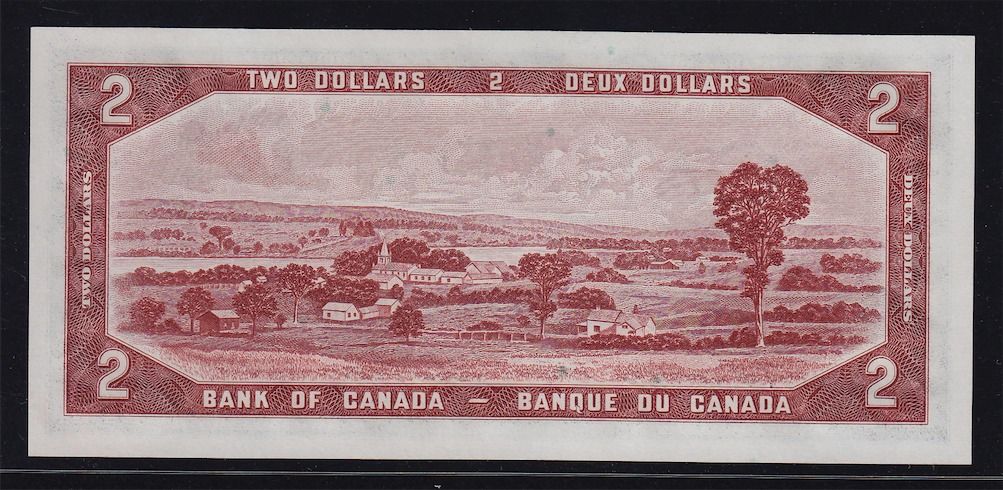 TWO DOLLARS 2 DEUX DOLLARS
2 2
TWO DOLLARS
DEUX DOLLARS
2 2
BANK OF CANADA — BANQUE DU CANADA